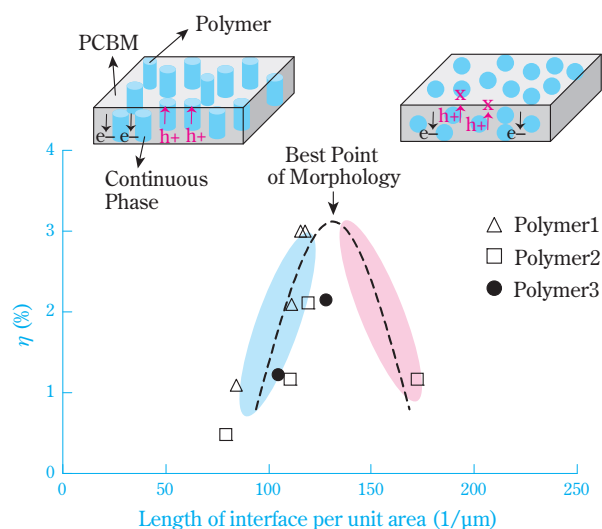 Polymer
PCBM
e– e– h+ h+
Continuous
Phase
x x
e– h+ h+ e–
Best Point
of Morphology
Polymer1
Polymer2
Polymer3
η (%)
4
3
2
1
0
0 50 100 150 200 250
Length of interface per unit area (1/μm)